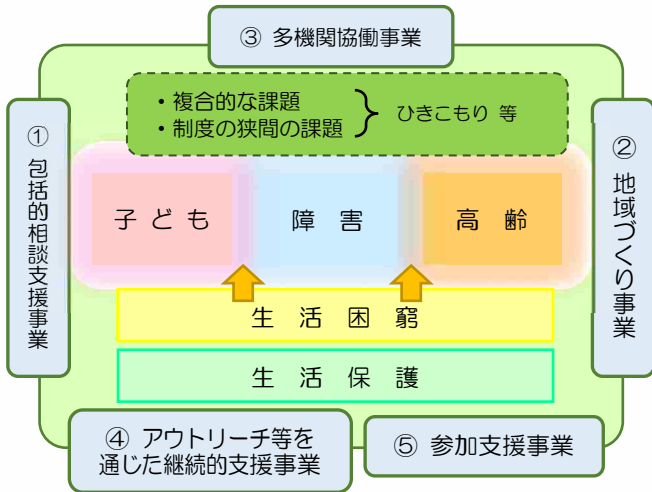 ③ 多機関協働事業
・複合的な課題
・制度の狭間の課題
ひきこもり 等
① 包括的相談支援事業
② 地域づくり事業
子ども
障害
高齢
生活困窮
生活保護
④ アウトリーチ等を
通じた継続的支援事業
⑤ 参加支援事業